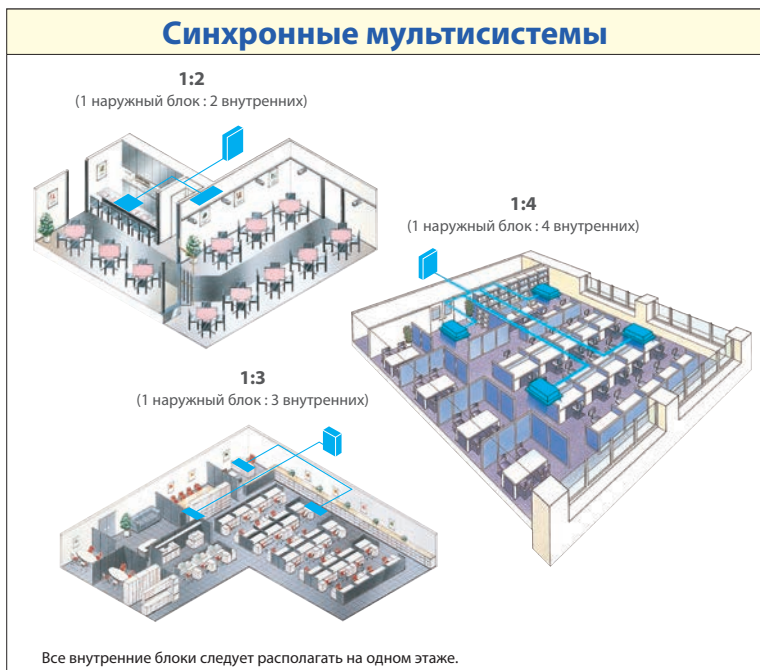 Синхронные мультисистемы
1:2
(1 наружный блок : 2 внутренних)
1:4
(1 наружный блок : 4 внутренних)
1:3
(1 наружный блок : 3 внутренних)
Все внутренние блоки следует располагать на одном этаже.